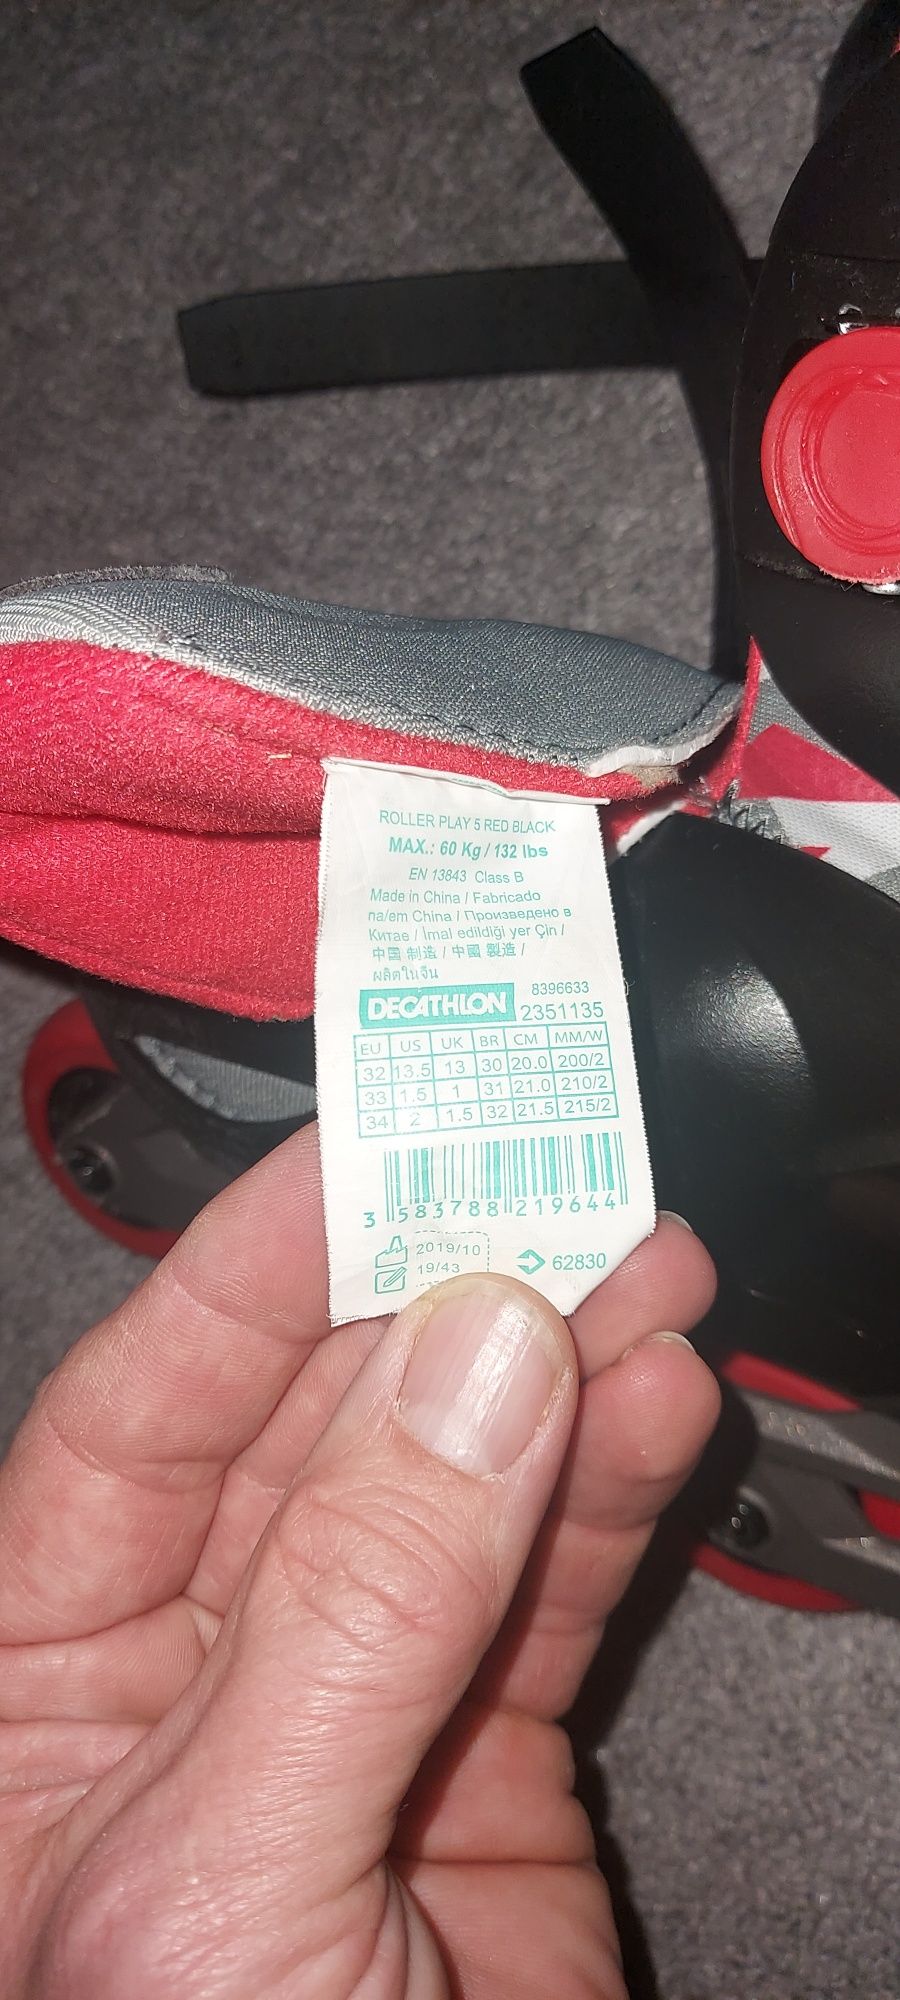 ROLLER PLAY 5 RED BLACK
MAX.: 60 Kg / 132 lbs
EN 13843 Class B
Made in China / Fabricado
na/em China / Произведено в
Китае / İmal edildiği yer Çin /
中国 制造 / 中國 製造 /
ผลิตในจีน
DECATHLON 8396633
2351135
EU US UK BR CM MM/W
32 13.5 13 30 20.0 200/2
33 1.5 1 31 21.0 210/2
34 2 1.5 32 21.5 215/2
3 583788 219644
2019/10
19/43
62830